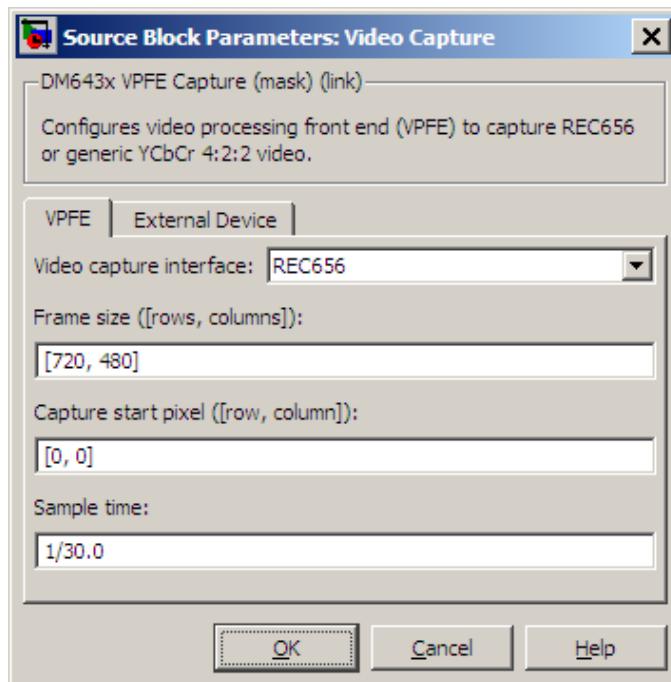 Source Block Parameters: Video Capture
DM643x VPFE Capture (mask) (link)
Configures video processing front end (VPFE) to capture REC656
or generic YCbCr 4:2:2 video.
VPFE External Device
Video capture interface: REC656
Frame size ([rows, columns]):
[720, 480]
Capture start pixel ([row, column]):
[0, 0]
Sample time:
1/30.0
OK Cancel Help